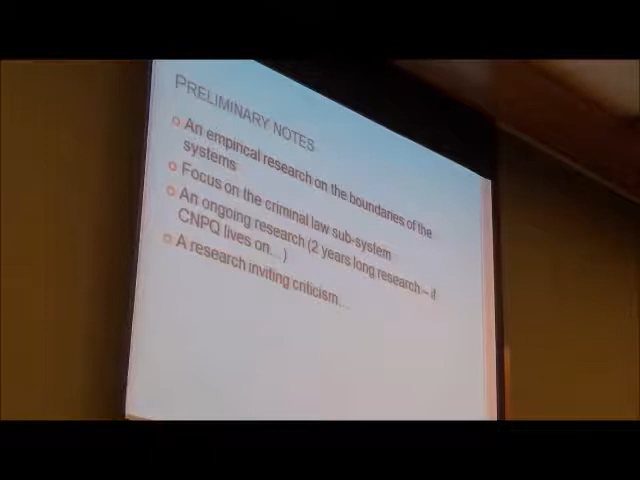 PRELIMINARY NOTES
An empirical research on the boundaries of the
systems
Focus on the criminal law sub-system
An ongoing research (2 years long research – if
CNPQ lives on...)
A research inviting criticism...